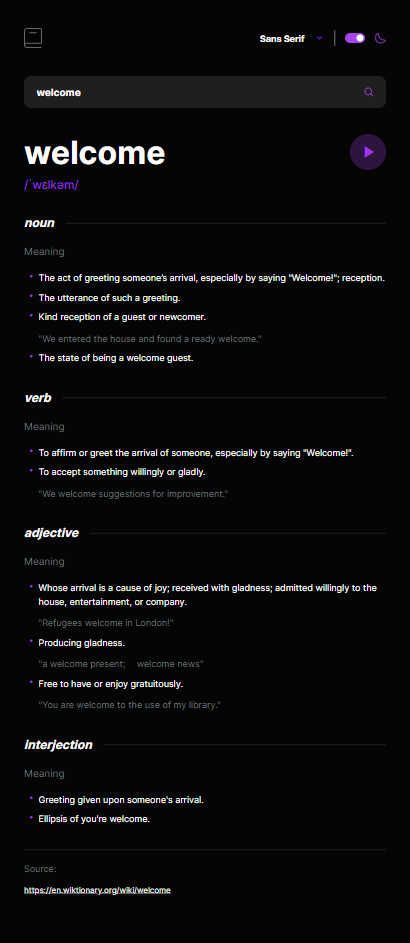 Sans Serif
welcome
welcome
/ˈwɛlkəm/
noun
Meaning
The act of greeting someone's arrival, especially by saying "Welcome!"; reception.
The utterance of such a greeting.
Kind reception of a guest or newcomer.
"We entered the house and found a ready welcome."
The state of being a welcome guest.
verb
Meaning
To affirm or greet the arrival of someone, especially by saying "Welcome!".
To accept something willingly or gladly.
"We welcome suggestions for improvement."
adjective
Meaning
Whose arrival is a cause of joy; received with gladness; admitted willingly to the
house, entertainment, or company.
"Refugees welcome in London!"
Producing gladness.
"a welcome present; welcome news"
Free to have or enjoy gratuitously.
"You are welcome to the use of my library."
interjection
Meaning
Greeting given upon someone's arrival.
Ellipsis of you're welcome.
Source:
https://en.wiktionary.org/wiki/welcome